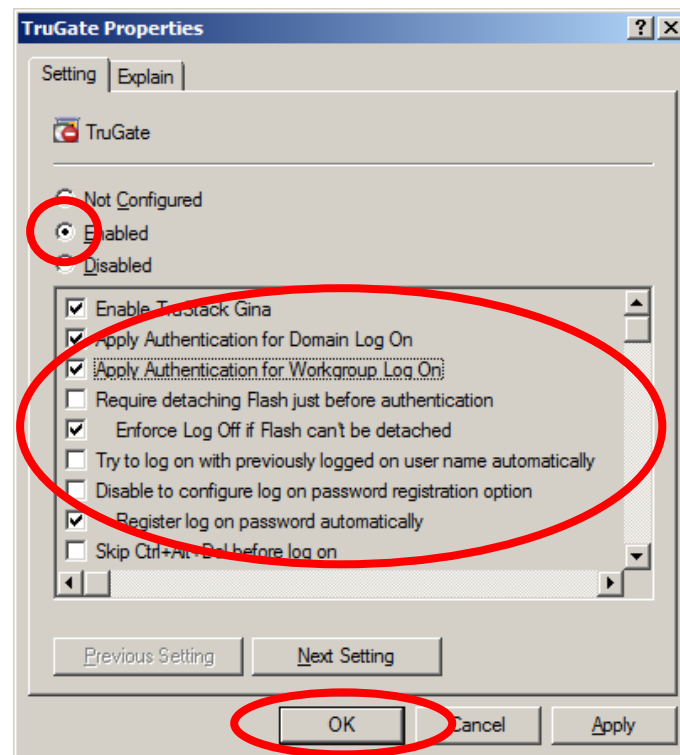 TruGate Properties
Setting
Explain
TruGate
Not Configured
Enabled
Disabled
Enable TruStack Gina
Apply Authentication for Domain Log On
Apply Authentication for Workgroup Log On
Require detaching Flash just before authentication
Enforce Log Off if Flash can't be detached
Try to log on with previously logged on user name automatically
Disable to configure log on password registration option
Register log on password automatically
Skip Ctrl+Alt+Del before log on
Previous Setting
Next Setting
OK
Cancel
Apply